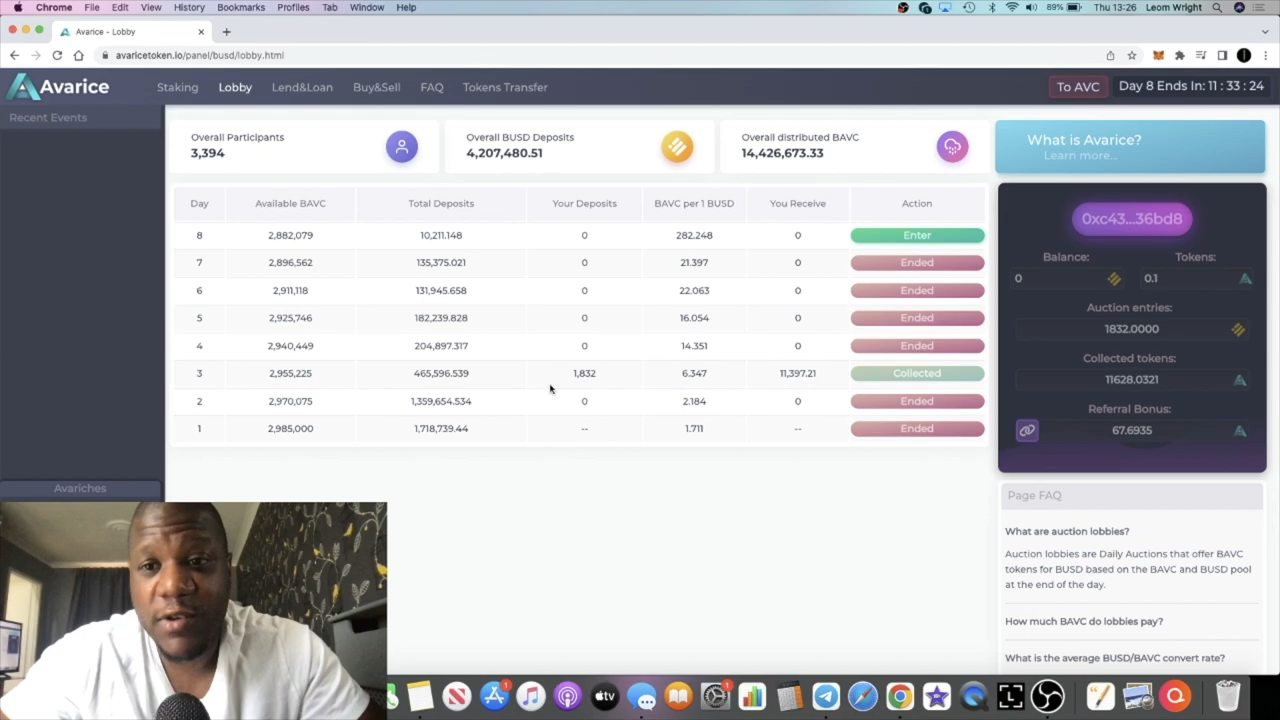 Chrome File Edit View History Bookmarks Profiles Tab Window Help 89% Thu 13:26 Leom Wright
Avarice - Lobby
avaricetoken.io/panel/busd/lobby.html
Avarice Staking Lobby Lend&Loan Buy&Sell FAQ Tokens Transfer To AVC Day 8 Ends In: 11 : 33 : 24
Recent Events
Overall Participants
3,394
Overall BUSD Deposits
4,207,480.51
Overall distributed BAVC
14,426,673.33
What is Avarice?
Learn more...
Day Available BAVC Total Deposits Your Deposits BAVC per 1 BUSD You Receive Action
8 2,882,079 10,211.148 0 282.248 0 Enter
7 2,896,562 135,375.021 0 21.397 0 Ended
6 2,911,118 131,945.658 0 22.063 0 Ended
5 2,925,746 182,239.828 0 16.054 0 Ended
4 2,940,449 204,897.317 0 14.351 0 Ended
3 2,955,225 465,596.539 1,832 6.347 11,397.21 Collected
2 2,970,075 1,359,654.534 0 2.184 0 Ended
1 2,985,000 1,718,739.44 -- 1.711 -- Ended
0xc43...36bd8
Balance: Tokens:
0 0.1
Auction entries:
1832.0000
Collected tokens:
11628.0321
Referral Bonus:
67.6935
Avariches
Page FAQ
What are auction lobbies?
Auction lobbies are Daily Auctions that offer BAVC
tokens for BUSD based on the BAVC and BUSD pool
at the end of the day.
How much BAVC do lobbies pay?
What is the average BUSD/BAVC convert rate?
tv